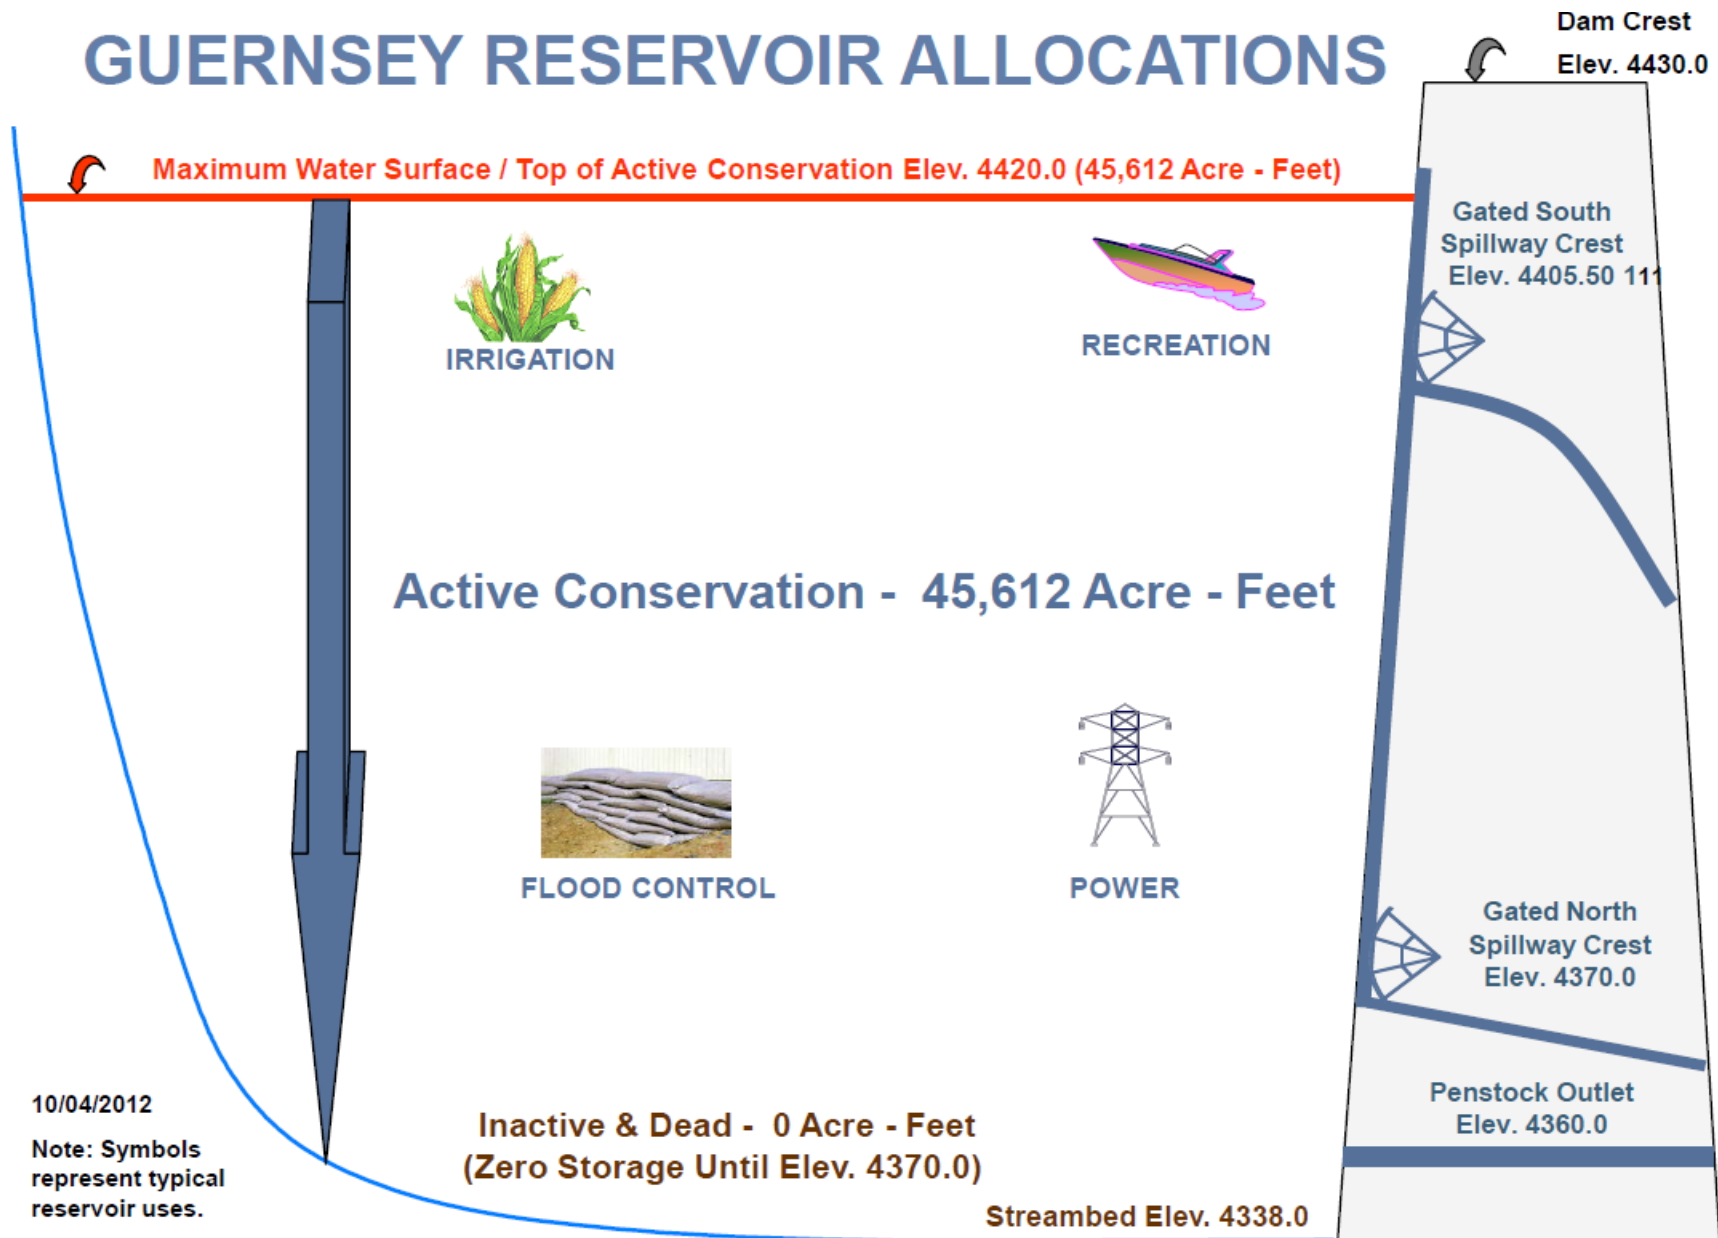 GUERNSEY RESERVOIR ALLOCATIONS
Dam Crest
Elev. 4430.0
Maximum Water Surface / Top of Active Conservation Elev. 4420.0 (45,612 Acre - Feet)
Gated South
Spillway Crest
Elev. 4405.50 111
IRRIGATION
RECREATION
Active Conservation - 45,612 Acre - Feet
FLOOD CONTROL
POWER
Gated North
Spillway Crest
Elev. 4370.0
Penstock Outlet
Elev. 4360.0
10/04/2012
Note: Symbols
represent typical
reservoir uses.
Inactive & Dead - 0 Acre - Feet
(Zero Storage Until Elev. 4370.0)
Streambed Elev. 4338.0